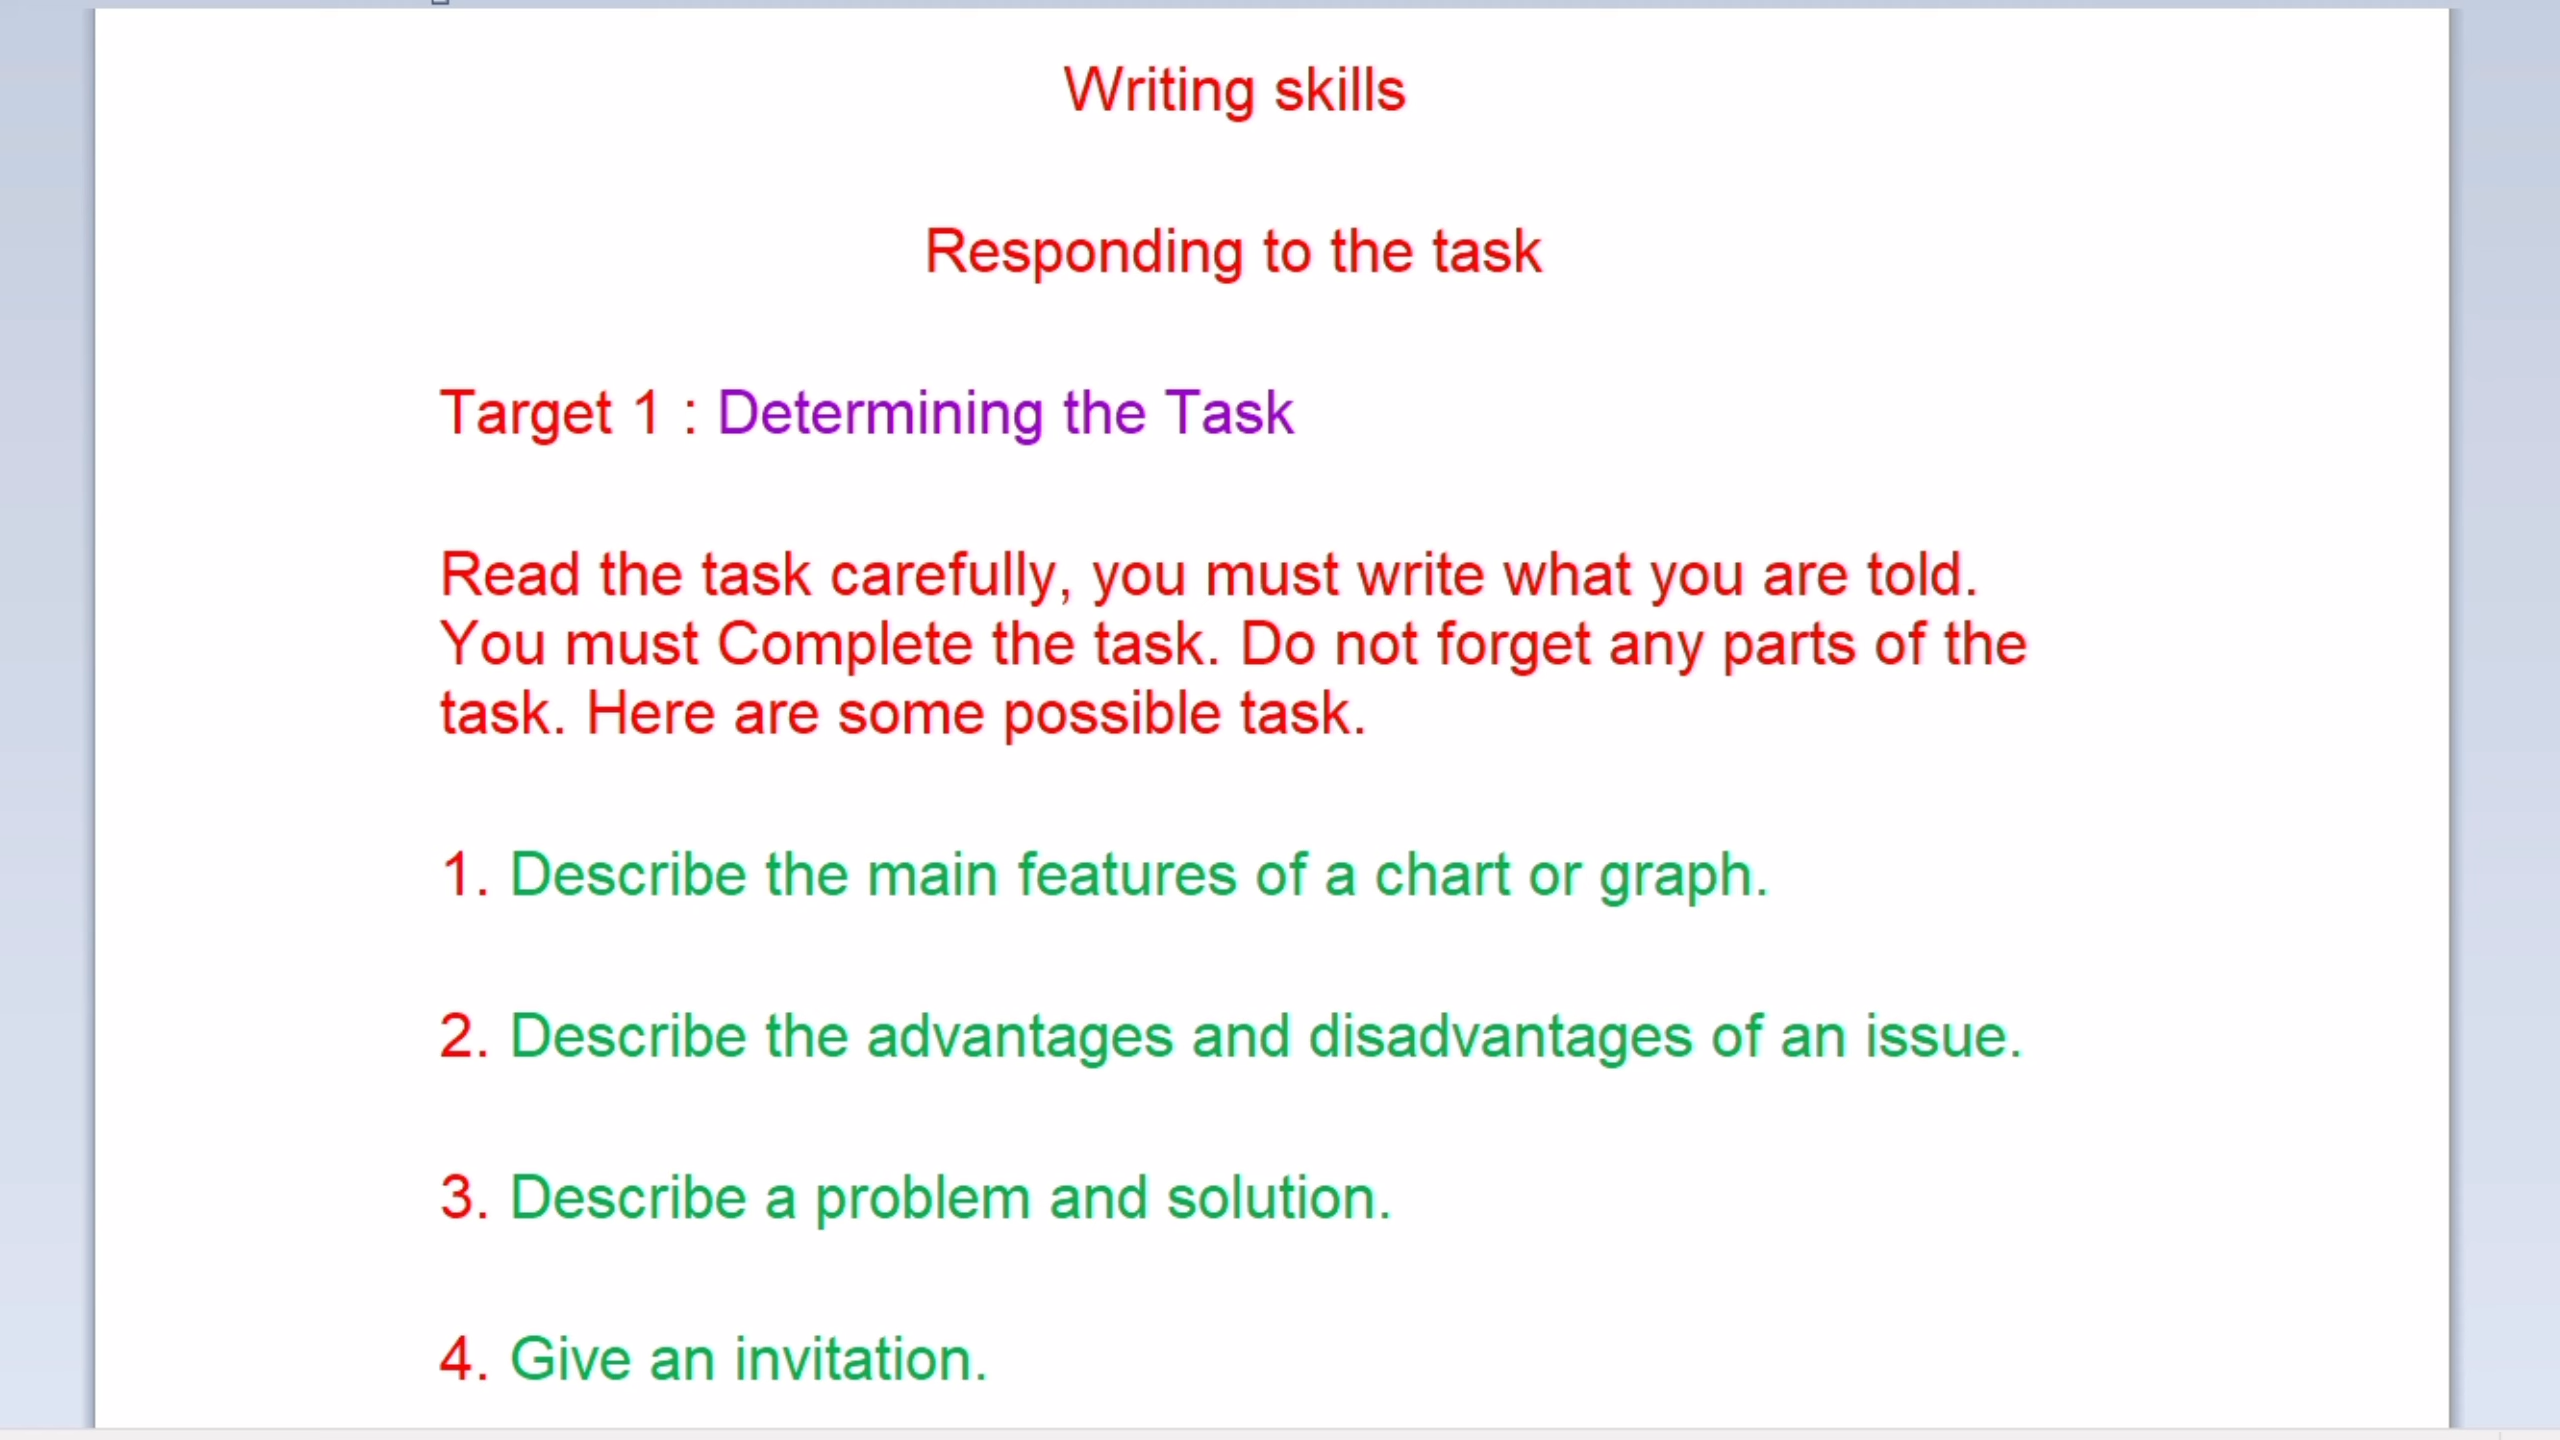 Writing skills
Responding to the task
Target 1 : Determining the Task
Read the task carefully, you must write what you are told.
You must Complete the task. Do not forget any parts of the
task. Here are some possible task.
1. Describe the main features of a chart or graph.
2. Describe the advantages and disadvantages of an issue.
3. Describe a problem and solution.
4. Give an invitation.